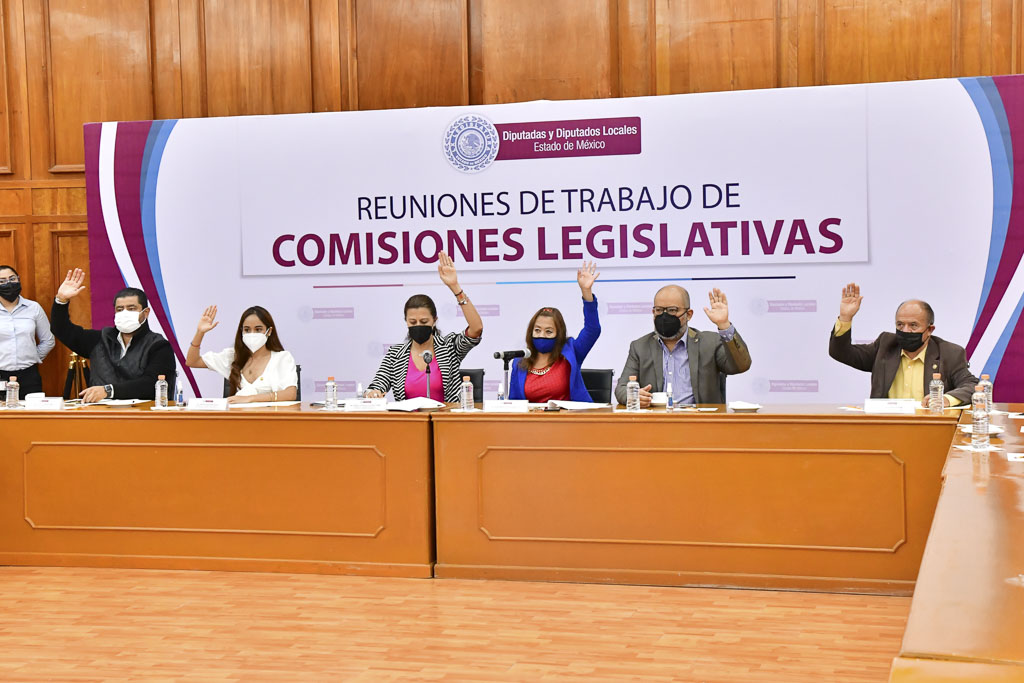 Diputadas y Diputados Locales
Estado de México
REUNIONES DE TRABAJO DE
COMISIONES LEGISLATIVAS